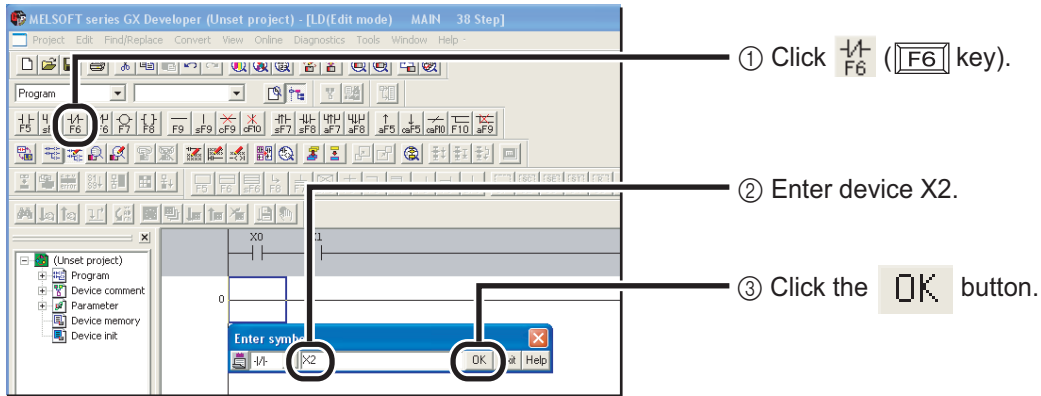 MELSOFT series GX Developer (Unset project) - [LD(Edit mode) MAIN 38 Step]
Project Edit Find/Replace Convert View Online Diagnostics Tools Window Help
① Click F6 (F6 key).
Program
F5 F6 F7 F8 F9 sF9 cF9 cF10 sF7 sF8 aF7 aF8 aF5 caF5 caF10 F10 aF9
F5 F6 sF6 F8 F7
② Enter device X2.
X0
(Unset project)
Program
Device comment
Parameter
Device memory
Device init
0
③ Click the OK button.
Enter
X2 OK Help